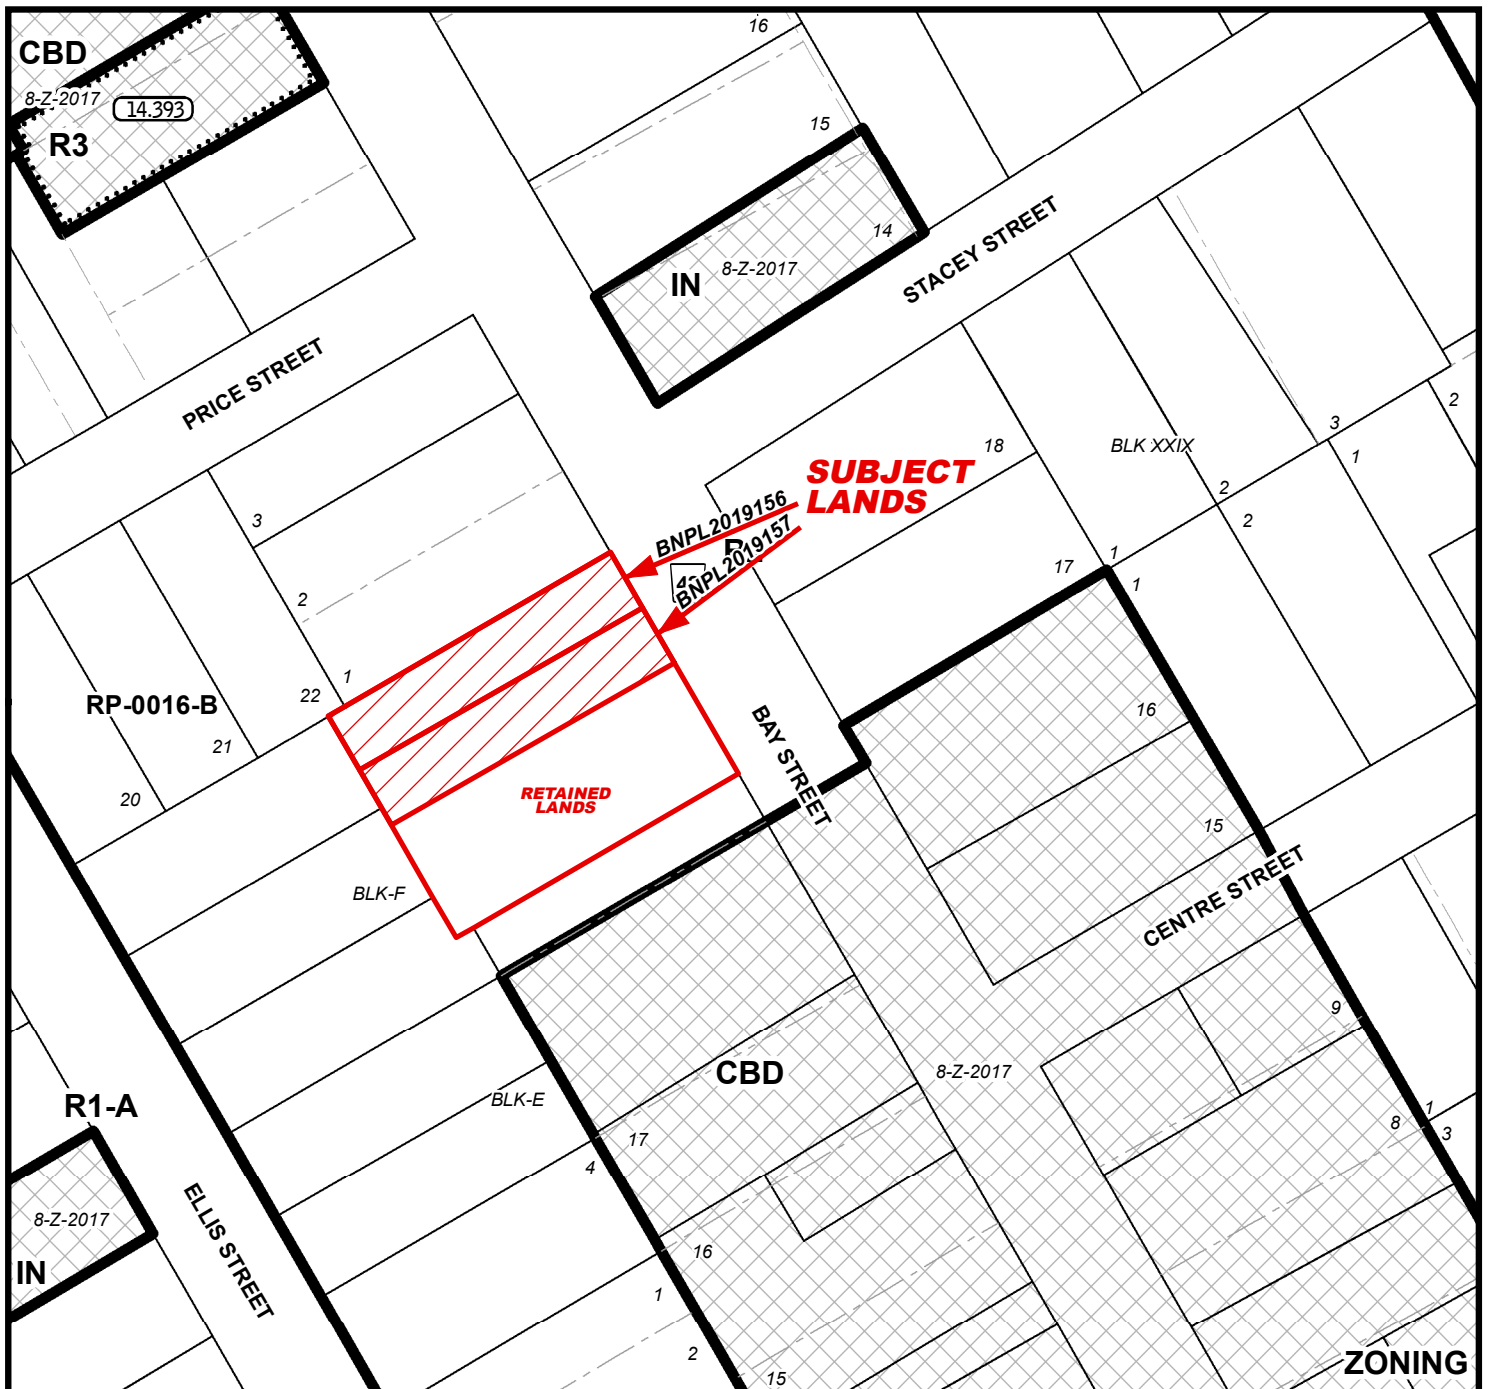 16
CBD
8-Z-2017
14.393
R3
15
14
IN
8-Z-2017
STACEY STREET
PRICE STREET
18
BLK XXIX
3
2
1
SUBJECT
LANDS
BNPL2019156
BNPL2019157
2
2
3
2
1
17
1
1
22
RP-0016-B
21
20
BAY STREET
16
RETAINED
LANDS
15
BLK-F
CENTRE STREET
9
CBD
8-Z-2017
BLK-E
R1-A
1
8
3
17
4
8-Z-2017
ELLIS STREET
IN
16
1
2
15
ZONING